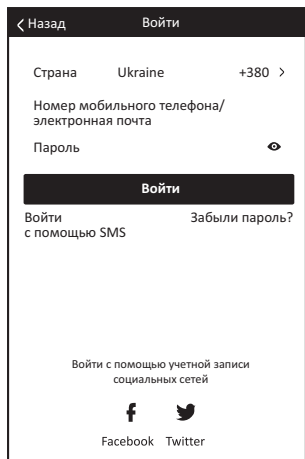 Назад Войти
Страна Ukraine +380
Номер мобильного телефона/
электронная почта
Пароль
Войти
Войти Забыли пароль?
с помощью SMS
Войти с помощью учетной записи
социальных сетей
Facebook Twitter